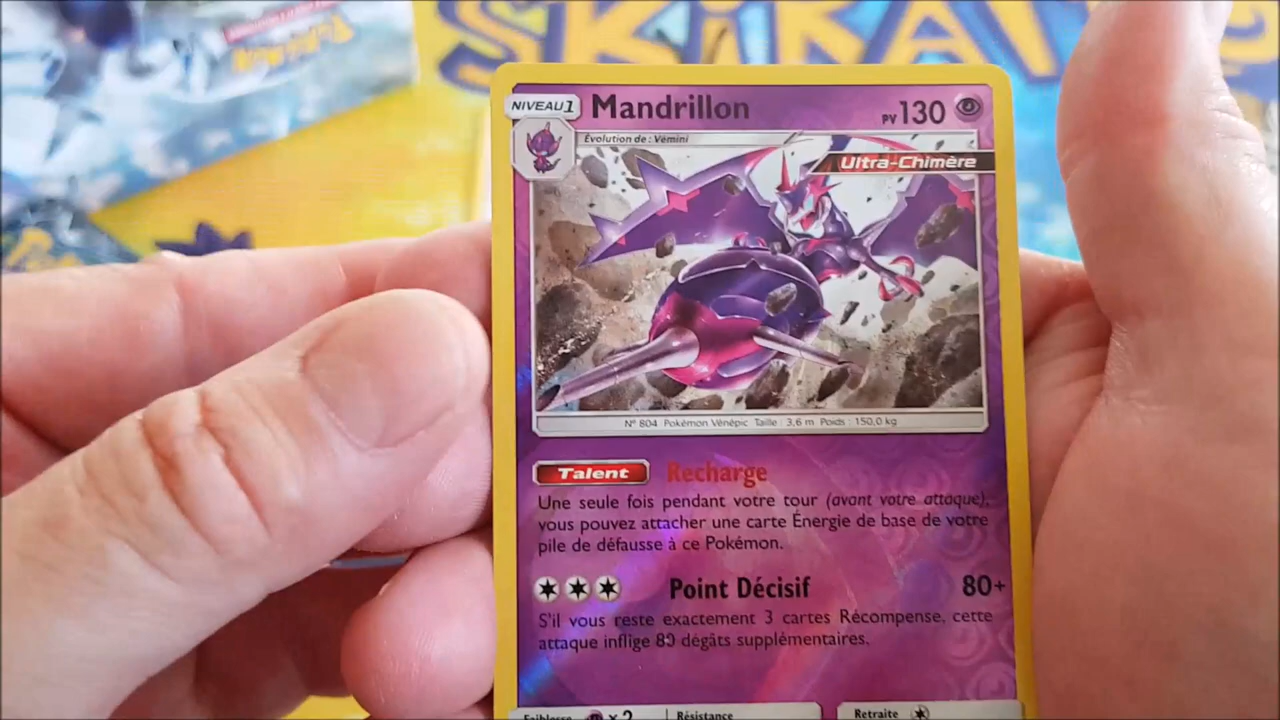 SKIRA
NIVEAU 1 Mandrillon PV 130
Évolution de : Vémini
Ultra-Chimère
N° 804 Pokémon Vénépic Taille : 3,6 m Poids : 150,0 kg
Talent Recharge
Une seule fois pendant votre tour (avant votre attaque),
vous pouvez attacher une carte Énergie de base de votre
pile de défausse à ce Pokémon.
Point Décisif 80+
S'il vous reste exactement 3 cartes Récompense, cette
attaque inflige 80 dégâts supplémentaires.
Faiblesse x2 Résistance Retraite